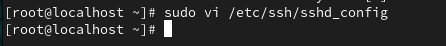 [root@localhost ~]# sudo vi /etc/ssh/sshd_config
[root@localhost ~]#